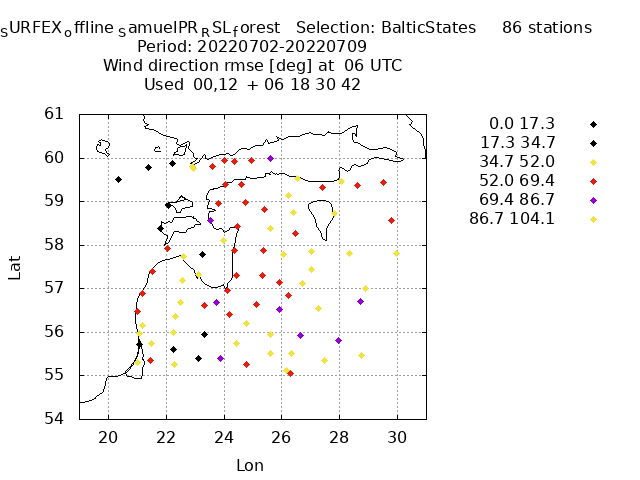 SURFEXoffline SamuelPRRSLforest Selection: BalticStates 86 stations
Period: 20220702-20220709
Wind direction rmse [deg] at 06 UTC
Used 00,12 + 06 18 30 42
61
60
59
58
57
56
55
54
20 22 24 26 28 30
Lat
Lon
0.0 17.3
17.3 34.7
34.7 52.0
52.0 69.4
69.4 86.7
86.7 104.1